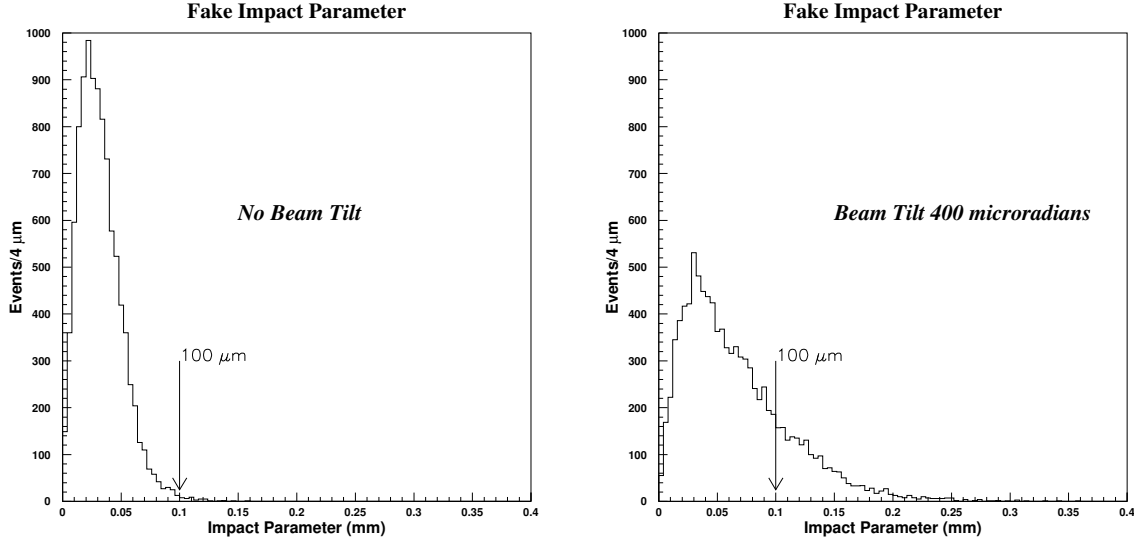 Fake Impact Parameter
1000
900
800
700
600
500
400
300
200
100
0
Events/4 μm
No Beam Tilt
100 μm
0 0.05 0.1 0.15 0.2 0.25 0.3 0.35 0.4
Impact Parameter (mm)
Fake Impact Parameter
1000
900
800
700
600
500
400
300
200
100
0
Events/4 μm
Beam Tilt 400 microradians
100 μm
0 0.05 0.1 0.15 0.2 0.25 0.3 0.35 0.4
Impact Parameter (mm)